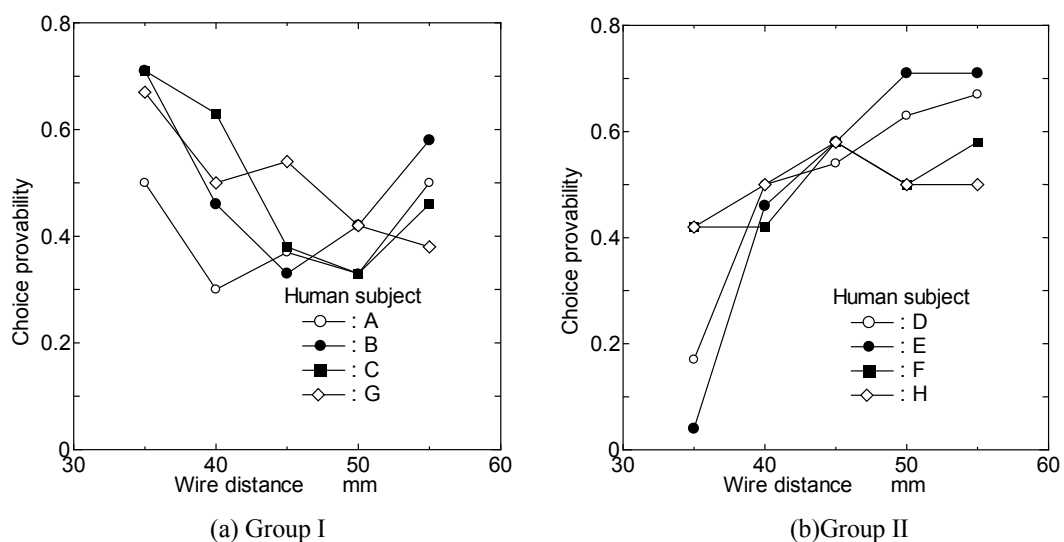 0.8
0.6
0.4
0.2
0
Choice provability
30
40
50
60
Wire distance mm
Human subject
: A
: B
: C
: G
(a) Group I
0.8
0.6
0.4
0.2
0
Choice provability
30
40
50
60
Wire distance mm
Human subject
: D
: E
: F
: H
(b)Group II